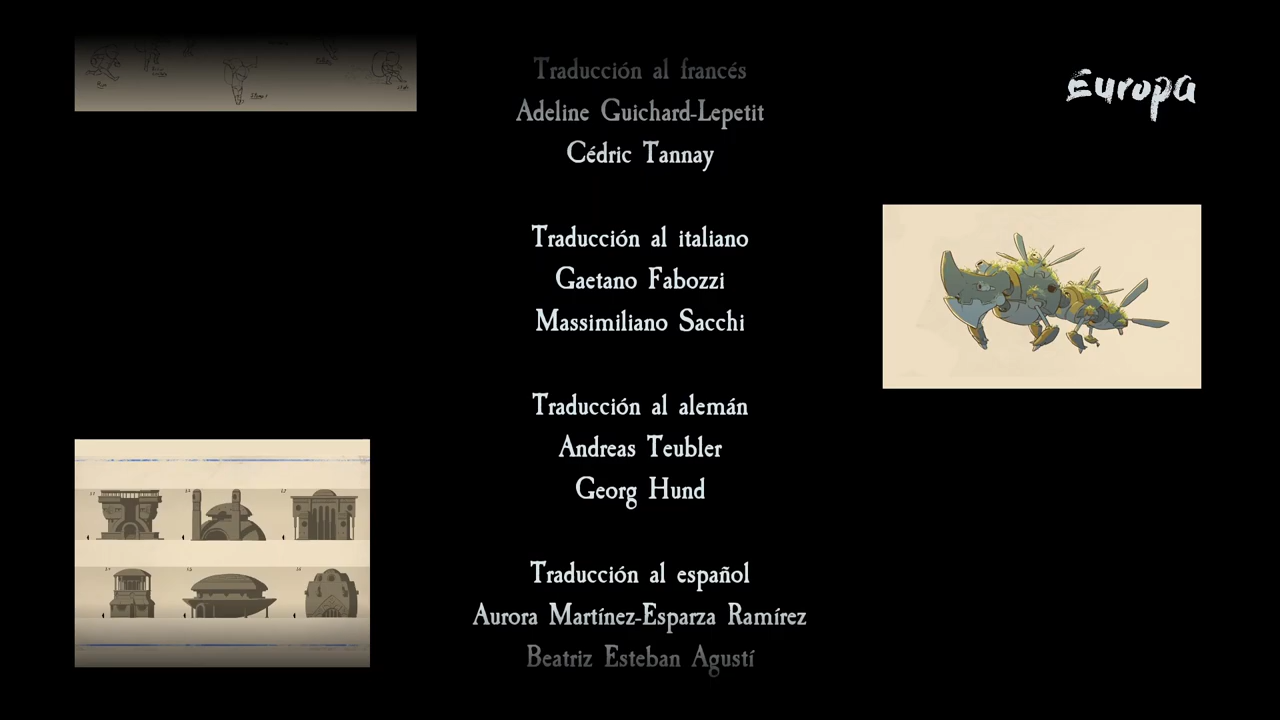 Traducción al francés
Adeline Guichard-Lepetit
Cédric Tannay
Europa
Traducción al italiano
Gaetano Fabozzi
Massimiliano Sacchi
Traducción al alemán
Andreas Teubler
Georg Hund
Traducción al español
Aurora Martínez-Esparza Ramírez
Beatriz Esteban Agustí